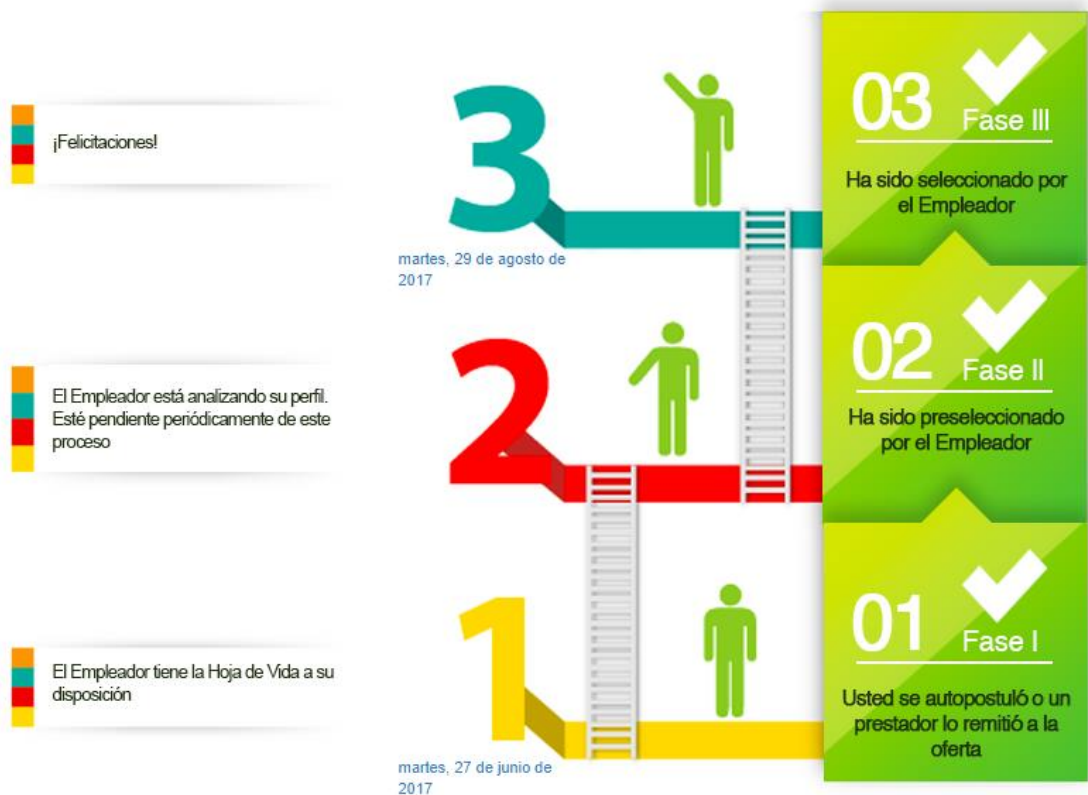 ¡Felicitaciones!
3
martes, 29 de agosto de
2017
03
Fase III
Ha sido seleccionado por
el Empleador
El Empleador está analizando su perfil.
Esté pendiente periódicamente de este
proceso
2
02
Fase II
Ha sido preseleccionado
por el Empleador
El Empleador tiene la Hoja de Vida a su
disposición
1
martes, 27 de junio de
2017
01
Fase I
Usted se autopostuló o un
prestador lo remitió a la
oferta